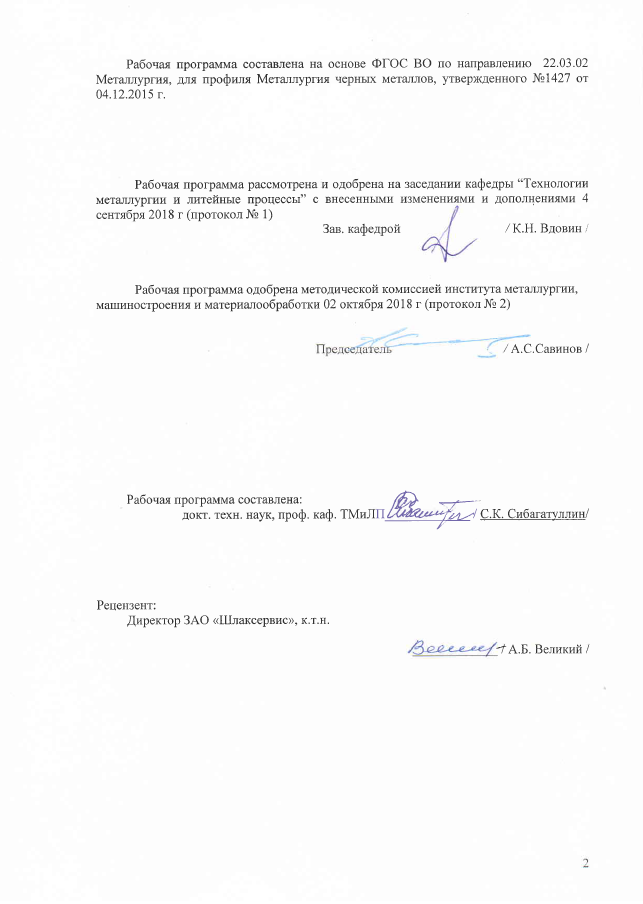 Рабочая программа составлена на основе ФГОС ВО по направлению 22.03.02
Металлургия, для профиля Металлургия черных металлов, утвержденного №1427 от
04.12.2015 г.
Рабочая программа рассмотрена и одобрена на заседании кафедры “Технологии
металлургии и литейные процессы” с внесенными изменениями и дополнениями 4
сентября 2018 г (протокол № 1)
Зав. кафедрой / К.Н. Вдовин /
Рабочая программа одобрена методической комиссией института металлургии,
машиностроения и материалообработки 02 октября 2018 г (протокол № 2)
Председатель / А.С.Савинов /
Рабочая программа составлена:
докт. техн. наук, проф. каф. ТМиЛП / С.К. Сибагатуллин/
Рецензент:
Директор ЗАО «Шлаксервис», к.т.н.
/ А.Б. Великий /
2